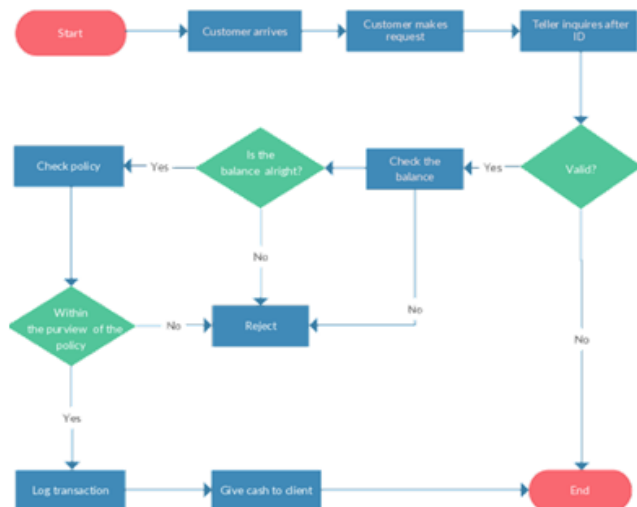 Start
Customer arrives
Customer makes
request
Teller inquires after
ID
Check policy
Yes
Is the
balance alright?
Check the
balance
Yes
Valid?
No
No
Within
the purview of the
policy
No
Reject
No
Yes
Log transaction
Give cash to client
End